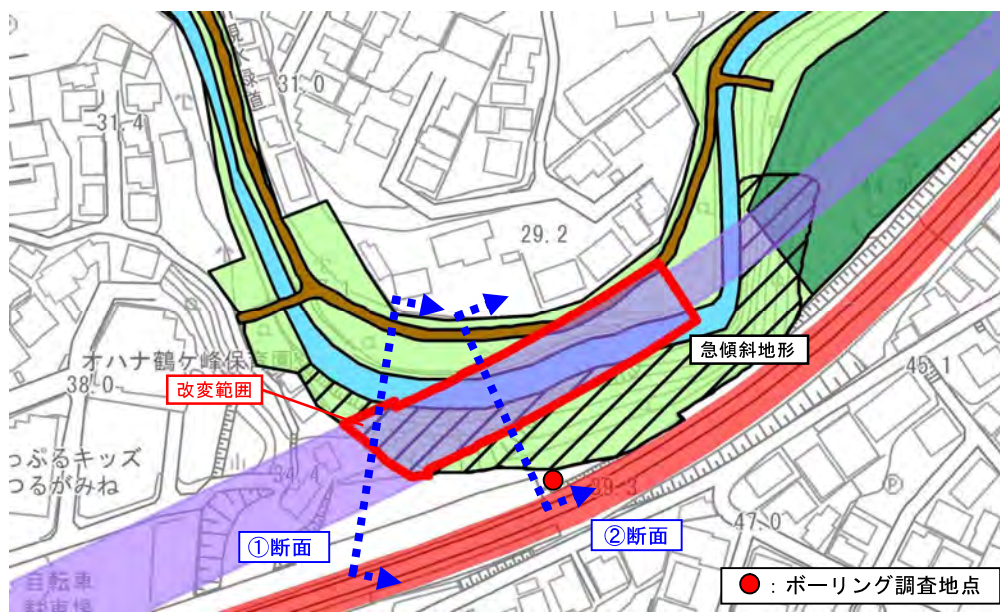 31.0
31.4
29.2
オハナ鶴ケ峰保育園
38.0
改変範囲
急傾斜地形
45.1
っぷるキッズ
つるがみね
34.4
39.3
①断面
②断面
47.0
自転車
●：ボーリング調査地点